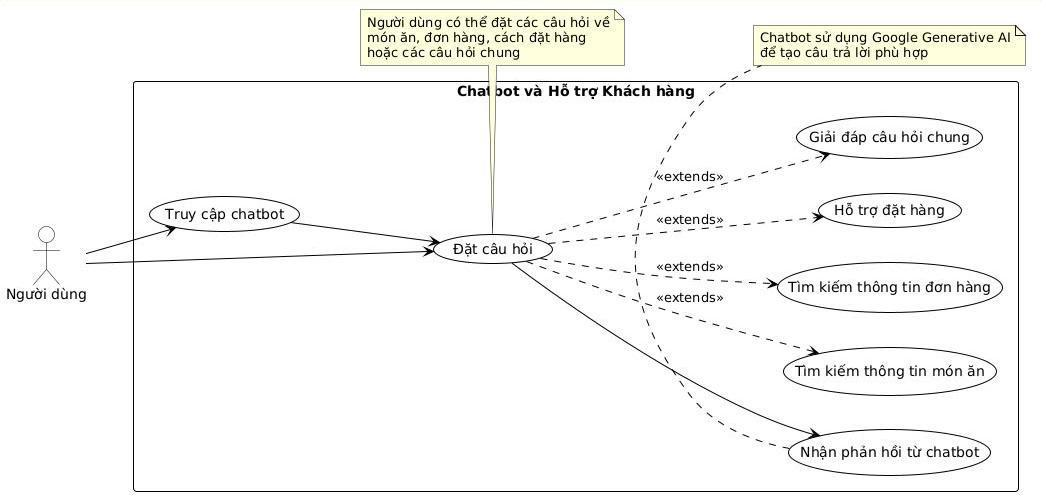 Người dùng có thể đặt các câu hỏi về
món ăn, đơn hàng, cách đặt hàng
hoặc các câu hỏi chung
Chatbot sử dụng Google Generative AI
để tạo câu trả lời phù hợp
Chatbot và Hỗ trợ Khách hàng
Giải đáp câu hỏi chung
«extends»
Truy cập chatbot
Hỗ trợ đặt hàng
«extends»
Đặt câu hỏi
«extends»
Tìm kiếm thông tin đơn hàng
Người dùng
«extends»
Tìm kiếm thông tin món ăn
Nhận phản hồi từ chatbot